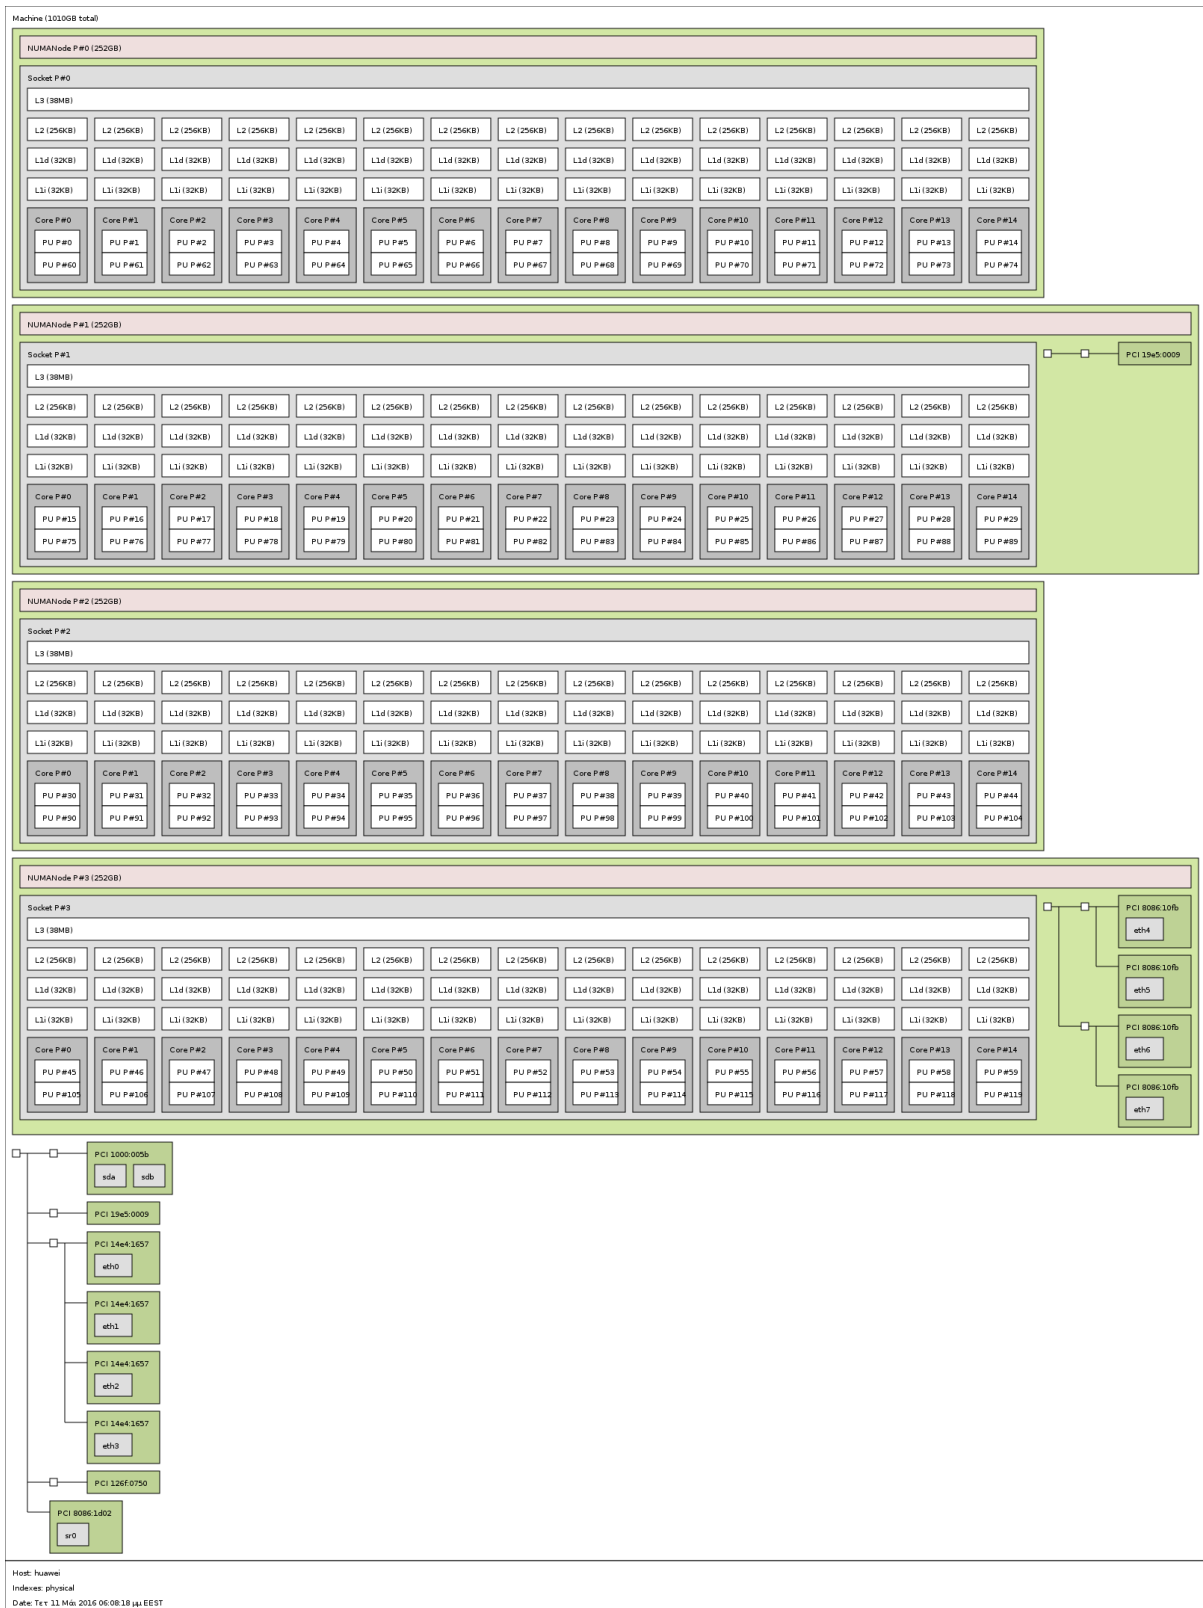 Machine (1010GB total)
NUMANode P#0 (252GB)
Socket P#0
L3 (38MB)
L2 (256KB) L2 (256KB) L2 (256KB) L2 (256KB) L2 (256KB) L2 (256KB) L2 (256KB) L2 (256KB) L2 (256KB) L2 (256KB) L2 (256KB) L2 (256KB) L2 (256KB) L2 (256KB) L2 (256KB)
L1d (32KB) L1d (32KB) L1d (32KB) L1d (32KB) L1d (32KB) L1d (32KB) L1d (32KB) L1d (32KB) L1d (32KB) L1d (32KB) L1d (32KB) L1d (32KB) L1d (32KB) L1d (32KB) L1d (32KB)
L1i (32KB) L1i (32KB) L1i (32KB) L1i (32KB) L1i (32KB) L1i (32KB) L1i (32KB) L1i (32KB) L1i (32KB) L1i (32KB) L1i (32KB) L1i (32KB) L1i (32KB) L1i (32KB) L1i (32KB)
Core P#0 Core P#1 Core P#2 Core P#3 Core P#4 Core P#5 Core P#6 Core P#7 Core P#8 Core P#9 Core P#10 Core P#11 Core P#12 Core P#13 Core P#14
PU P#0 PU P#1 PU P#2 PU P#3 PU P#4 PU P#5 PU P#6 PU P#7 PU P#8 PU P#9 PU P#10 PU P#11 PU P#12 PU P#13 PU P#14
PU P#60 PU P#61 PU P#62 PU P#63 PU P#64 PU P#65 PU P#66 PU P#67 PU P#68 PU P#69 PU P#70 PU P#71 PU P#72 PU P#73 PU P#74
NUMANode P#1 (252GB)
Socket P#1
PCI 19e5:0009
L3 (38MB)
L2 (256KB) L2 (256KB) L2 (256KB) L2 (256KB) L2 (256KB) L2 (256KB) L2 (256KB) L2 (256KB) L2 (256KB) L2 (256KB) L2 (256KB) L2 (256KB) L2 (256KB) L2 (256KB) L2 (256KB)
L1d (32KB) L1d (32KB) L1d (32KB) L1d (32KB) L1d (32KB) L1d (32KB) L1d (32KB) L1d (32KB) L1d (32KB) L1d (32KB) L1d (32KB) L1d (32KB) L1d (32KB) L1d (32KB) L1d (32KB)
L1i (32KB) L1i (32KB) L1i (32KB) L1i (32KB) L1i (32KB) L1i (32KB) L1i (32KB) L1i (32KB) L1i (32KB) L1i (32KB) L1i (32KB) L1i (32KB) L1i (32KB) L1i (32KB) L1i (32KB)
Core P#0 Core P#1 Core P#2 Core P#3 Core P#4 Core P#5 Core P#6 Core P#7 Core P#8 Core P#9 Core P#10 Core P#11 Core P#12 Core P#13 Core P#14
PU P#15 PU P#16 PU P#17 PU P#18 PU P#19 PU P#20 PU P#21 PU P#22 PU P#23 PU P#24 PU P#25 PU P#26 PU P#27 PU P#28 PU P#29
PU P#75 PU P#76 PU P#77 PU P#78 PU P#79 PU P#80 PU P#81 PU P#82 PU P#83 PU P#84 PU P#85 PU P#86 PU P#87 PU P#88 PU P#89
NUMANode P#2 (252GB)
Socket P#2
L3 (38MB)
L2 (256KB) L2 (256KB) L2 (256KB) L2 (256KB) L2 (256KB) L2 (256KB) L2 (256KB) L2 (256KB) L2 (256KB) L2 (256KB) L2 (256KB) L2 (256KB) L2 (256KB) L2 (256KB) L2 (256KB)
L1d (32KB) L1d (32KB) L1d (32KB) L1d (32KB) L1d (32KB) L1d (32KB) L1d (32KB) L1d (32KB) L1d (32KB) L1d (32KB) L1d (32KB) L1d (32KB) L1d (32KB) L1d (32KB) L1d (32KB)
L1i (32KB) L1i (32KB) L1i (32KB) L1i (32KB) L1i (32KB) L1i (32KB) L1i (32KB) L1i (32KB) L1i (32KB) L1i (32KB) L1i (32KB) L1i (32KB) L1i (32KB) L1i (32KB) L1i (32KB)
Core P#0 Core P#1 Core P#2 Core P#3 Core P#4 Core P#5 Core P#6 Core P#7 Core P#8 Core P#9 Core P#10 Core P#11 Core P#12 Core P#13 Core P#14
PU P#30 PU P#31 PU P#32 PU P#33 PU P#34 PU P#35 PU P#36 PU P#37 PU P#38 PU P#39 PU P#40 PU P#41 PU P#42 PU P#43 PU P#44
PU P#90 PU P#91 PU P#92 PU P#93 PU P#94 PU P#95 PU P#96 PU P#97 PU P#98 PU P#99 PU P#100 PU P#101 PU P#102 PU P#103 PU P#104
NUMANode P#3 (252GB)
Socket P#3
PCI 8086:10fb
L3 (38MB)
eth4
L2 (256KB) L2 (256KB) L2 (256KB) L2 (256KB) L2 (256KB) L2 (256KB) L2 (256KB) L2 (256KB) L2 (256KB) L2 (256KB) L2 (256KB) L2 (256KB) L2 (256KB) L2 (256KB) L2 (256KB)
PCI 8086:10fb
L1d (32KB) L1d (32KB) L1d (32KB) L1d (32KB) L1d (32KB) L1d (32KB) L1d (32KB) L1d (32KB) L1d (32KB) L1d (32KB) L1d (32KB) L1d (32KB) L1d (32KB) L1d (32KB) L1d (32KB)
eth5
L1i (32KB) L1i (32KB) L1i (32KB) L1i (32KB) L1i (32KB) L1i (32KB) L1i (32KB) L1i (32KB) L1i (32KB) L1i (32KB) L1i (32KB) L1i (32KB) L1i (32KB) L1i (32KB) L1i (32KB)
PCI 8086:10fb
Core P#0 Core P#1 Core P#2 Core P#3 Core P#4 Core P#5 Core P#6 Core P#7 Core P#8 Core P#9 Core P#10 Core P#11 Core P#12 Core P#13 Core P#14
eth6
PU P#45 PU P#46 PU P#47 PU P#48 PU P#49 PU P#50 PU P#51 PU P#52 PU P#53 PU P#54 PU P#55 PU P#56 PU P#57 PU P#58 PU P#59
PCI 8086:10fb
PU P#105 PU P#106 PU P#107 PU P#108 PU P#109 PU P#110 PU P#111 PU P#112 PU P#113 PU P#114 PU P#115 PU P#116 PU P#117 PU P#118 PU P#119
eth7
PCI 1000:005b
sda sdb
PCI 19e5:0009
PCI 14e4:1657
eth0
PCI 14e4:1657
eth1
PCI 14e4:1657
eth2
PCI 14e4:1657
eth3
PCI 126f:0750
PCI 8086:1d02
sr0
Host: huawei
Indexes: physical
Date: Τετ 11 Μάι 2016 06:08:18 μμ EEST